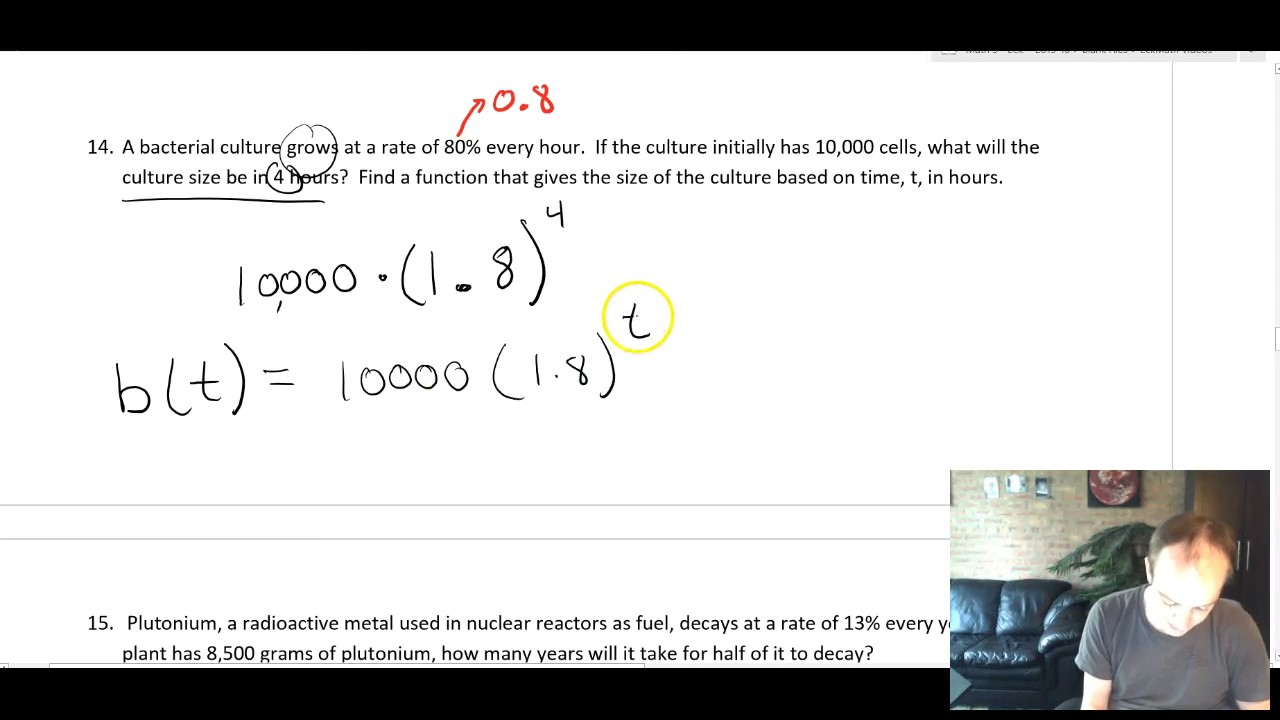 0.8
14. A bacterial culture grows at a rate of 80% every hour. If the culture initially has 10,000 cells, what will the
culture size be in 4 hours? Find a function that gives the size of the culture based on time, t, in hours.
10,000 · (1.8)^4
b(t) = 10000 (1.8)^t
15. Plutonium, a radioactive metal used in nuclear reactors as fuel, decays at a rate of 13% every
plant has 8,500 grams of plutonium, how many years will it take for half of it to decay?